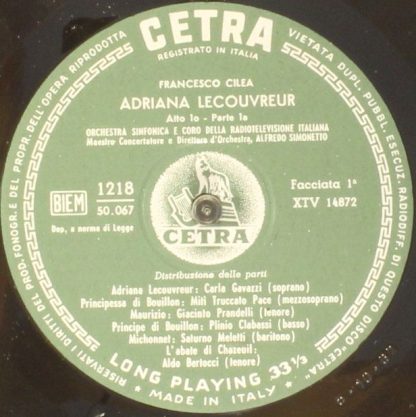 CETRA
REGISTRATO IN ITALIA
RISERVATI I DIRITTI DEL PROD. FONOGR. E DEL PROPR. DELL'OPERA RIPRODOTTA
VIETATA DUPL. PUBBL. ESECUZ. RADIODIFF. DI QUESTO DISCO "CETRA"
FRANCESCO CILEA
ADRIANA LECOUVREUR
Atto 1o - Parte 1a
ORCHESTRA SINFONICA E CORO DELLA RADIOTELEVISIONE ITALIANA
Maestro Concertatore e Direttore d'Orchestra, ALFREDO SIMONETTO
BIEM
1218
50.067
Dep. a norma di Legge
Facciata 1ª
XTV 14872
CETRA
Distribuzione delle parti
Adriana Lecouvreur: Carla Gavazzi (soprano)
Principessa di Bouillon: Miti Truccato Pace (mezzosoprano)
Maurizio: Giacinto Prandelli (tenore)
Principe di Bouillon: Plinio Clabassi (basso)
Michonnet: Saturno Meletti (baritono)
L'abate di Chazeuil:
Aldo Bertocci (tenore)
LONG PLAYING 33⅓
MADE IN ITALY